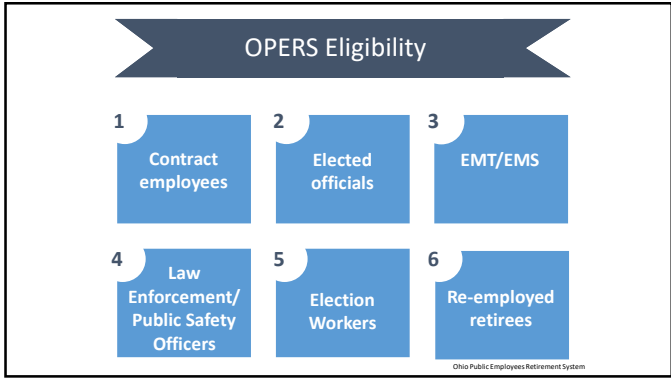 OPERS Eligibility
1
Contract
employees
2
Elected
officials
3
EMT/EMS
4
Law
Enforcement/
Public Safety
Officers
5
Election
Workers
6
Re-employed
retirees
Ohio Public Employees Retirement System